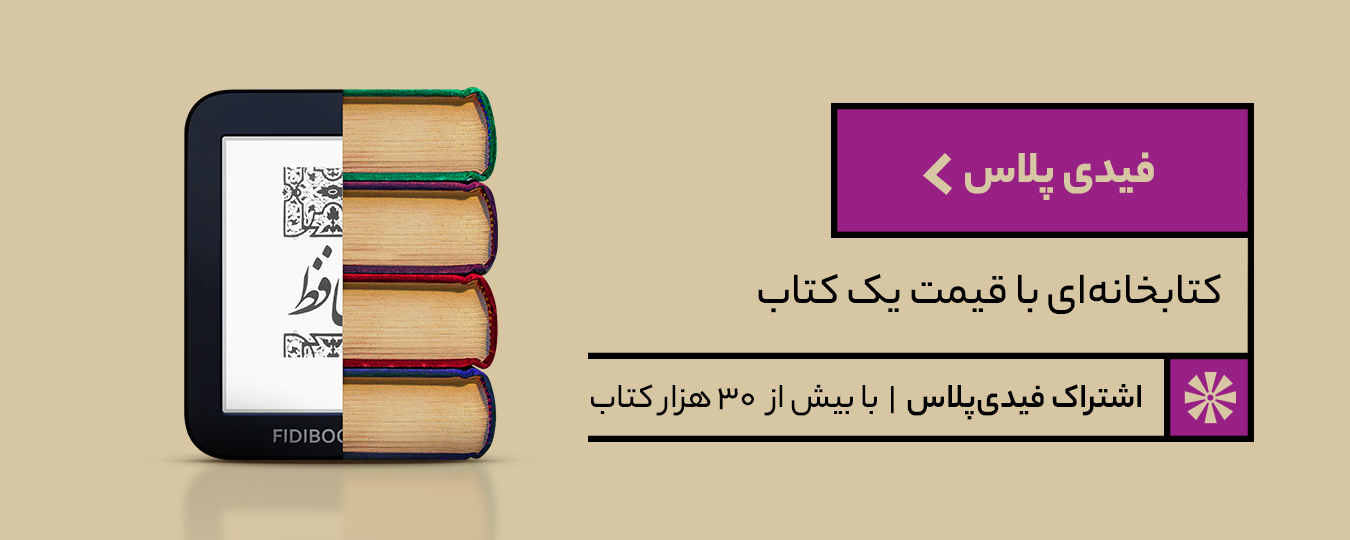 فیدی پلاس
کتابخانه‌ای با قیمت یک کتاب
اشتراک فیدی‌پلاس | با بیش از ۳۰ هزار کتاب
FIDIBOO